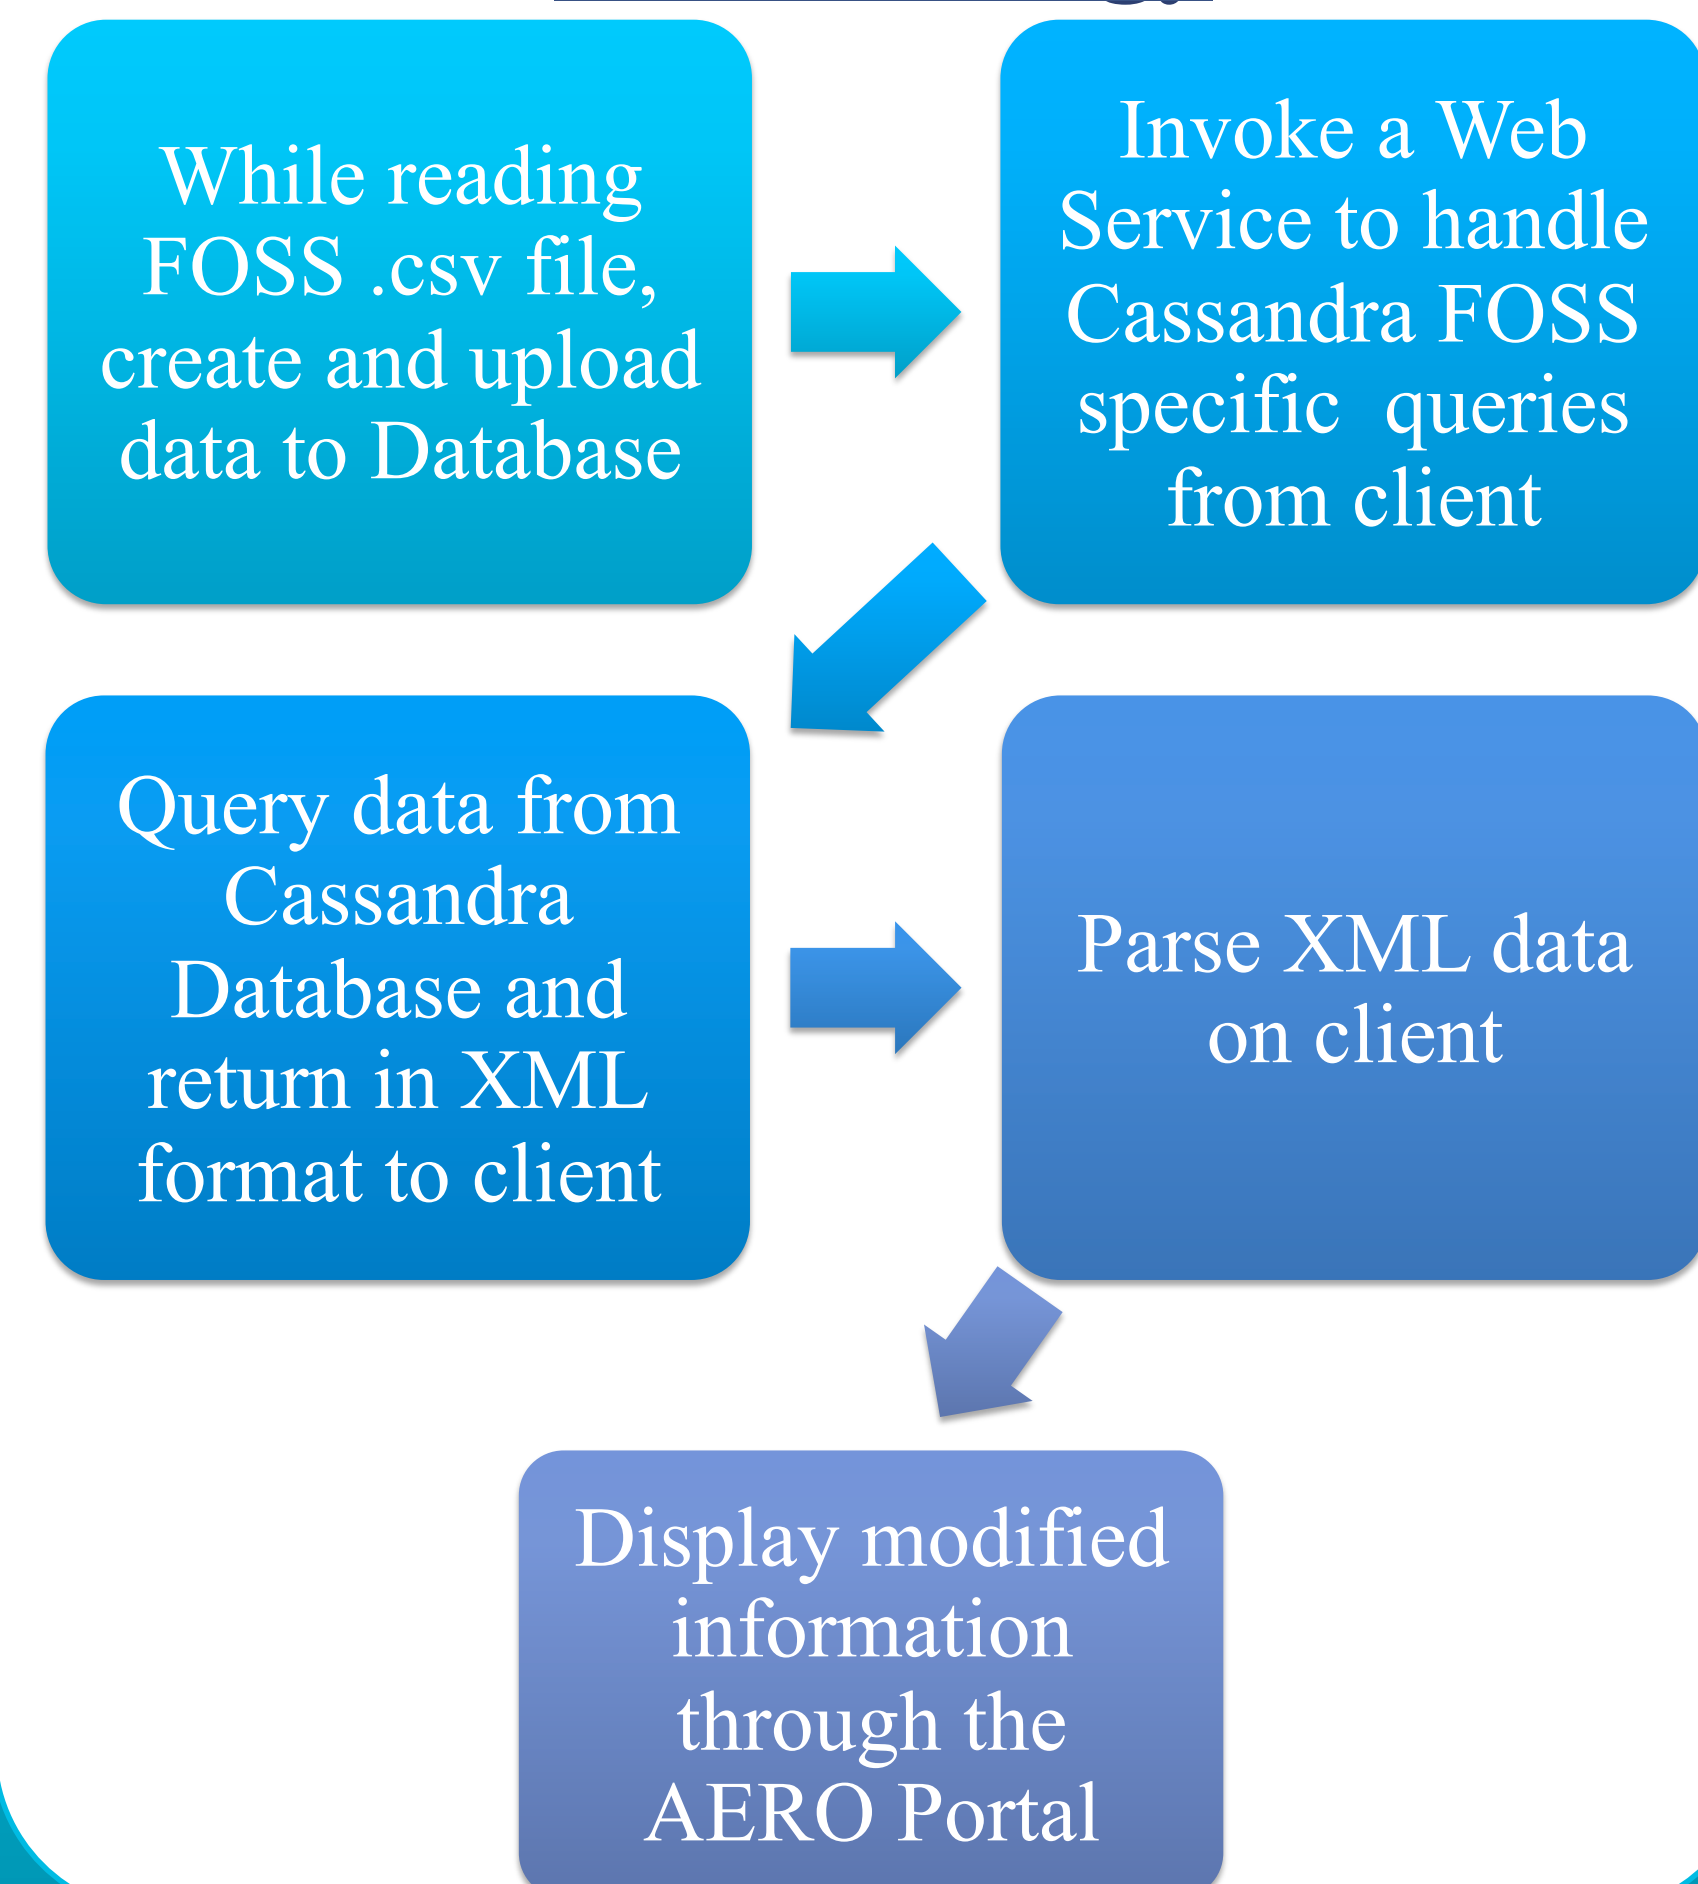 While reading
FOSS .csv file,
create and upload
data to Database
Invoke a Web
Service to handle
Cassandra FOSS
specific  queries
from client
Query data from
Cassandra
Database and
return in XML
format to client
Parse XML data
on client
Display modified
information
through the
AERO Portal